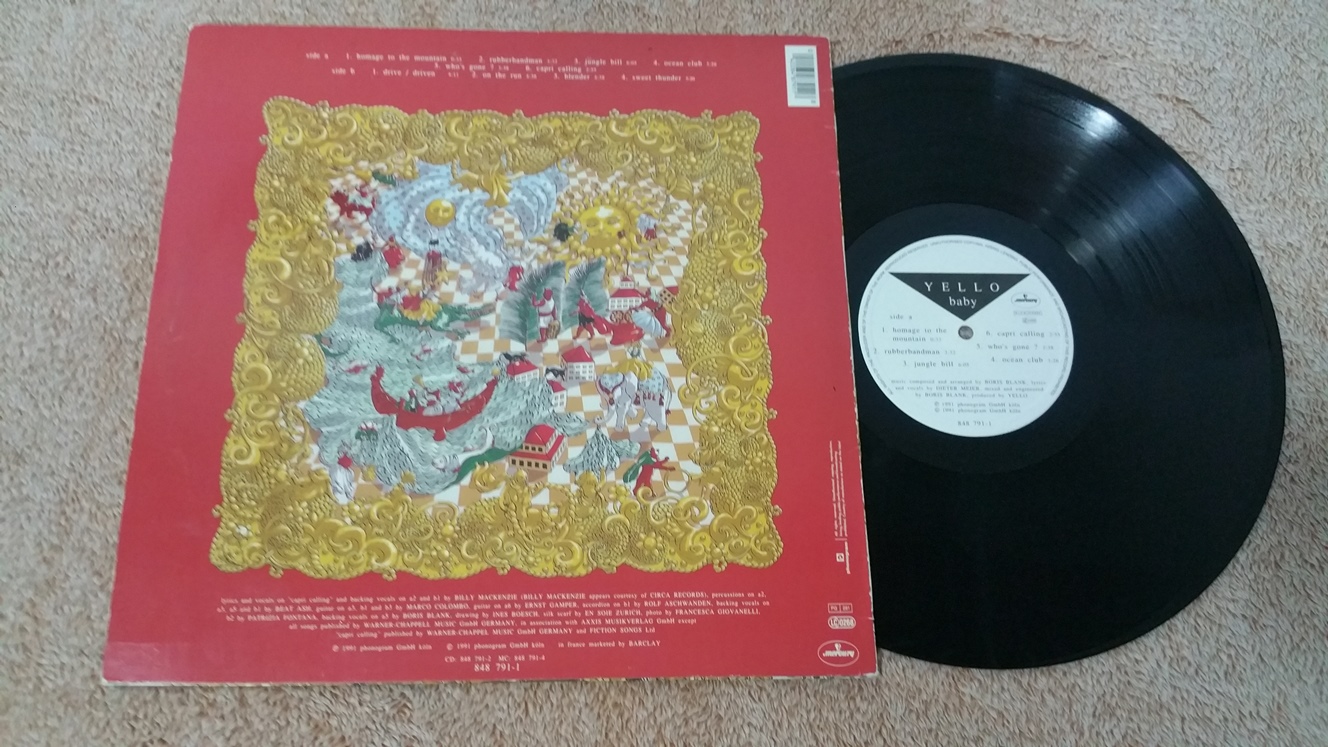 side a 1. homage to the mountain 2. rubberbandman 3. jungle bill 4. ocean club
5. who's gone ? 6. capri calling
side b 1. drive / driven 2. on the run 3. blender 4. sweet thunder
lyrics and vocals on "capri calling" and backing vocals on a2 and b1 by BILLY MACKENZIE (BILLY MACKENZIE appears courtesy of CIRCA RECORDS), percussions on a2,
a3, a5 and b1 by BEAT ASH, guitar on a3, b1 and b3 by MARCO COLOMBO, guitar on a6 by ERNST GAMPER, accordion on b1 by ROLF ASCHWANDEN, backing vocals on
b2 by PATRIZIA FONTANA, backing vocals on a5 by BORIS BLANK, drawing by INES BOESCH, silk scarf by EN SOIE ZURICH, photo by FRANCESCA GIOVANELLI,
all songs published by WARNER-CHAPPELL MUSIC GmbH GERMANY, in association with AXXIS MUSIKVERLAG GmbH except
"capri calling" published by WARNER-CHAPPEL MUSIC GmbH GERMANY and FICTION SONGS Ltd
℗ 1991 phonogram GmbH köln © 1991 phonogram GmbH köln in france marketed by BARCLAY
CD: 848 791-2 MC: 848 791-4
848 791-1
phonogram
LC 0268
mercury
YELLO
baby
mercury
side a
1. homage to the
mountain
2. rubberbandman
3. jungle bill
6. capri calling
5. who's gone ?
4. ocean club
music composed and arranged by BORIS BLANK, lyrics
and vocals by DIETER MEIER, mixed and engineered
by BORIS BLANK, produced by YELLO
℗ 1991 phonogram GmbH köln
© 1991 phonogram GmbH köln
848 791-1